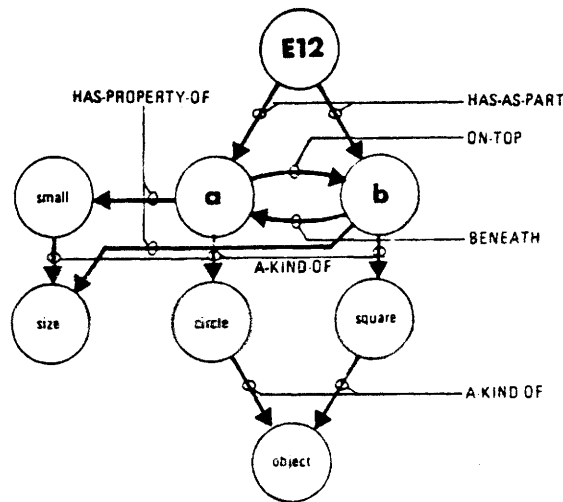 E12
HAS-PROPERTY-OF
HAS-AS-PART
ON-TOP
small
a
b
BENEATH
A-KIND-OF
size
circle
square
A-KIND OF
object